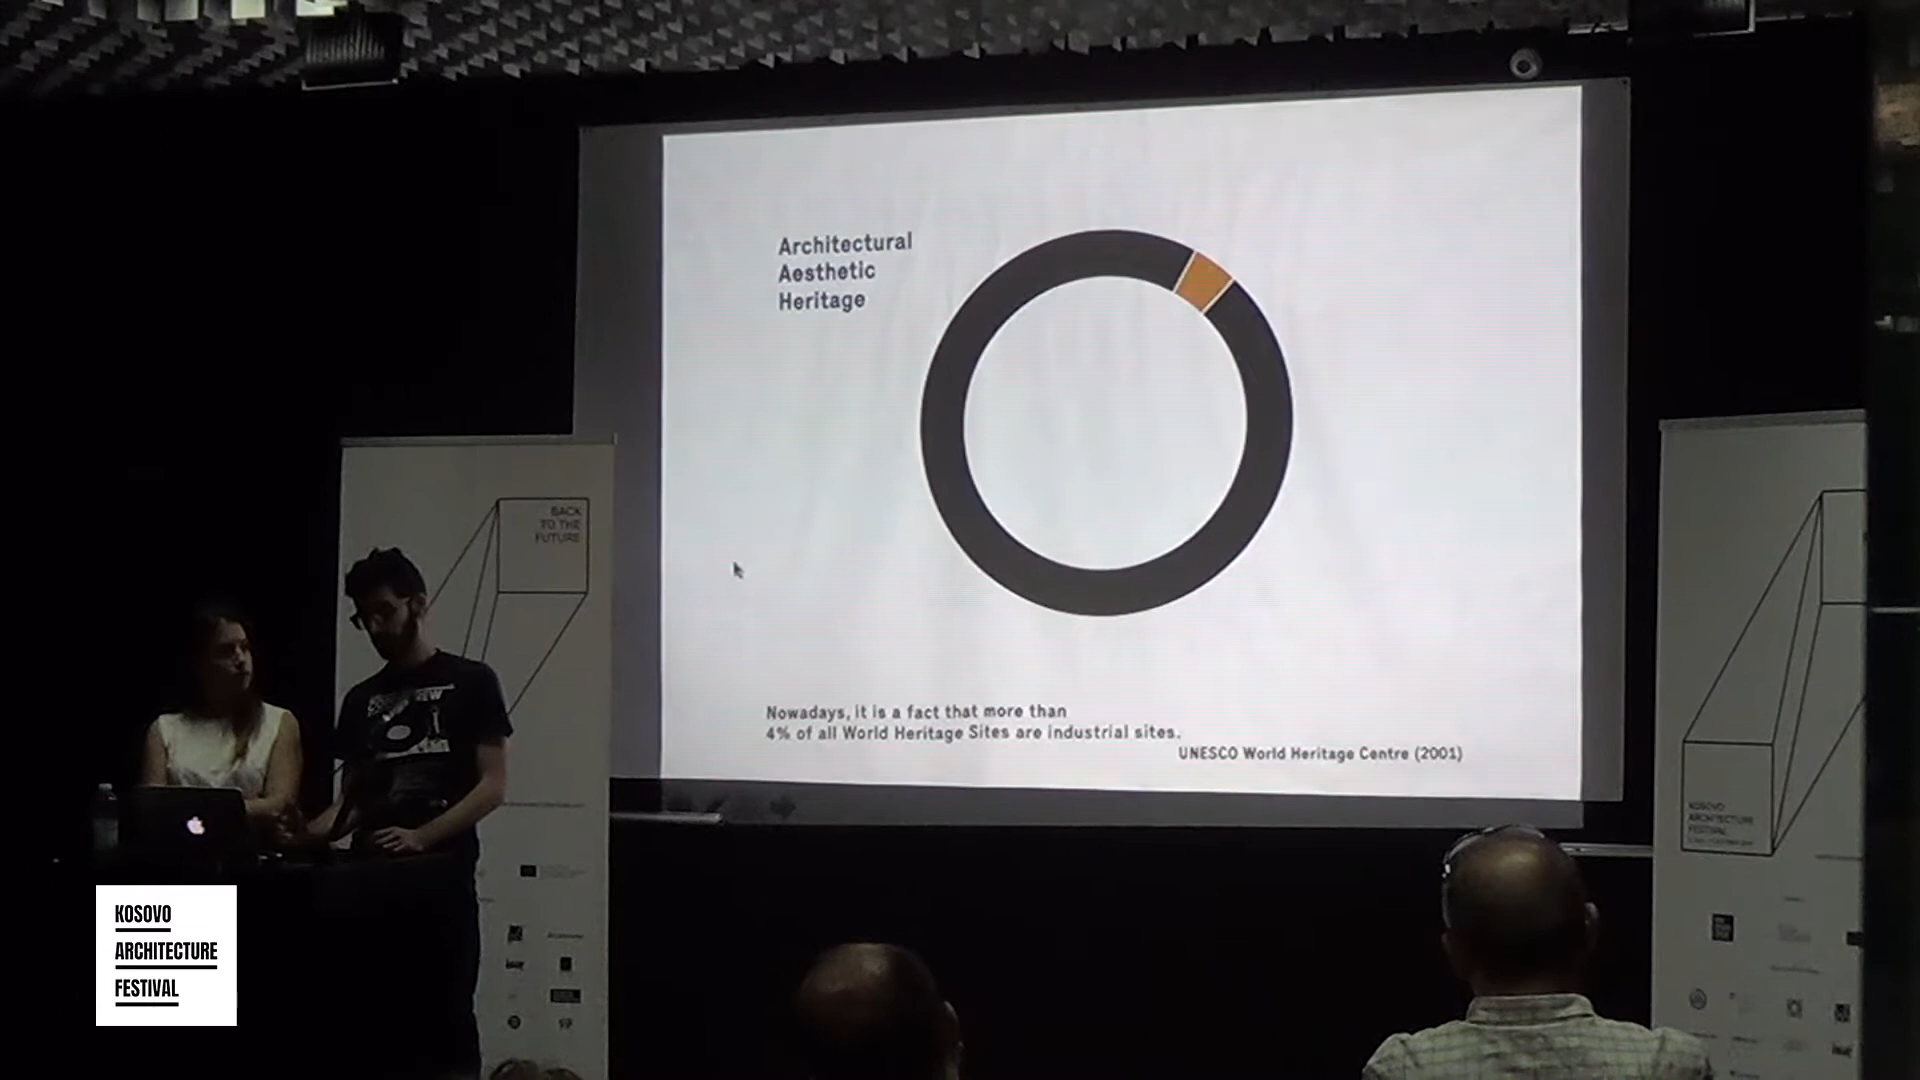 Architectural
Aesthetic
Heritage
Nowadays, it is a fact that more than
4% of all World Heritage Sites are industrial sites.
UNESCO World Heritage Centre (2001)
BACK
TO THE
FUTURE
KOSOVO
ARCHITECTURE
FESTIVAL
KOSOVO
ARCHITECTURE
FESTIVAL